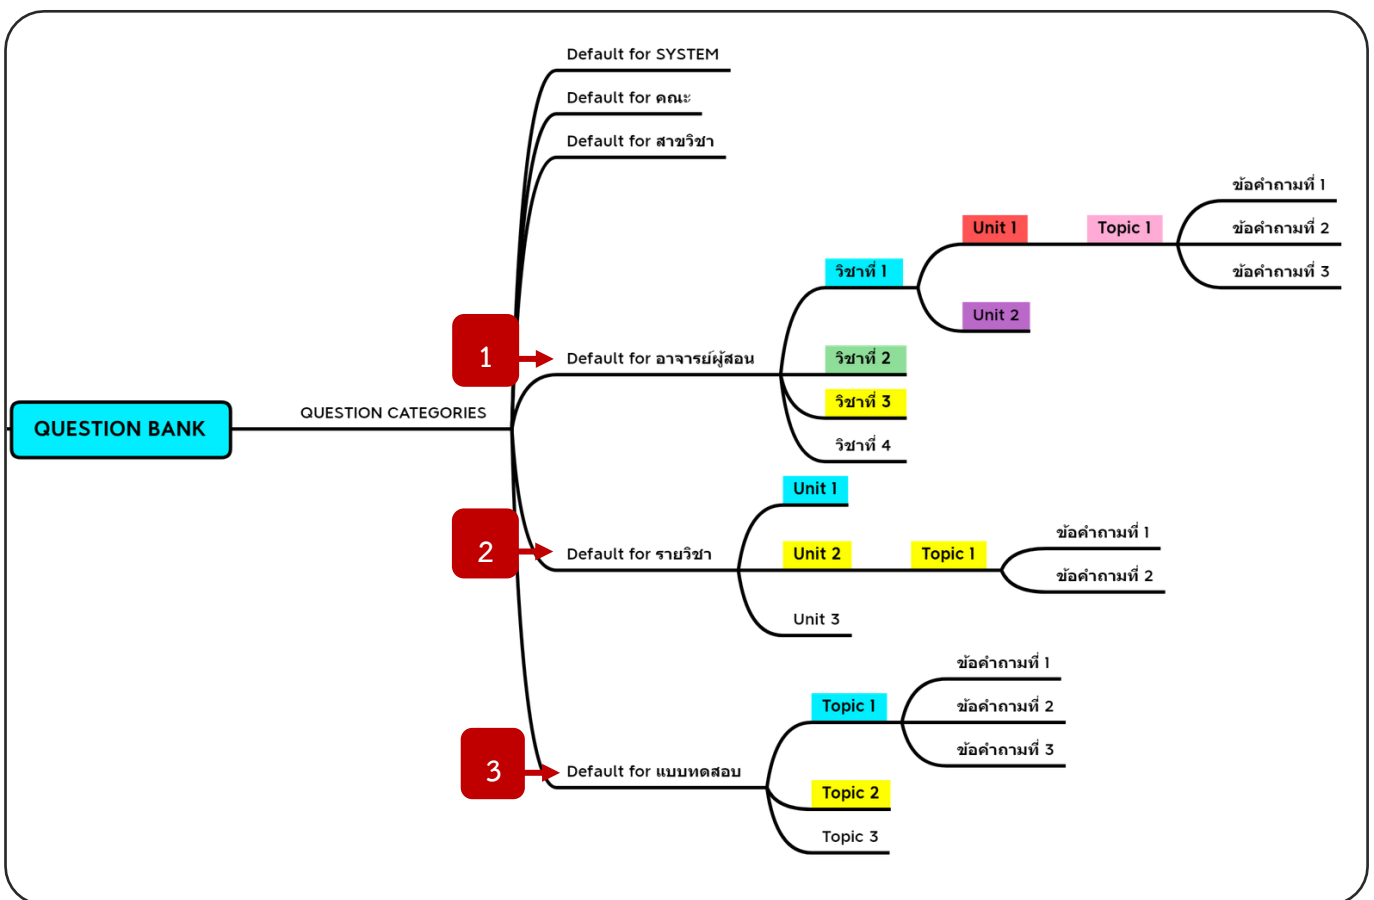 Default for SYSTEM
Default for คณะ
Default for สาขวิชา
ข้อคำถามที่ 1
Unit 1
Topic 1
ข้อคำถามที่ 2
วิชาที่ 1
ข้อคำถามที่ 3
Unit 2
1
Default for อาจารย์ผู้สอน
วิชาที่ 2
วิชาที่ 3
QUESTION BANK
QUESTION CATEGORIES
วิชาที่ 4
Unit 1
2
Default for รายวิชา
Unit 2
Topic 1
ข้อคำถามที่ 1
ข้อคำถามที่ 2
Unit 3
ข้อคำถามที่ 1
Topic 1
ข้อคำถามที่ 2
ข้อคำถามที่ 3
3
Default for แบบทดสอบ
Topic 2
Topic 3